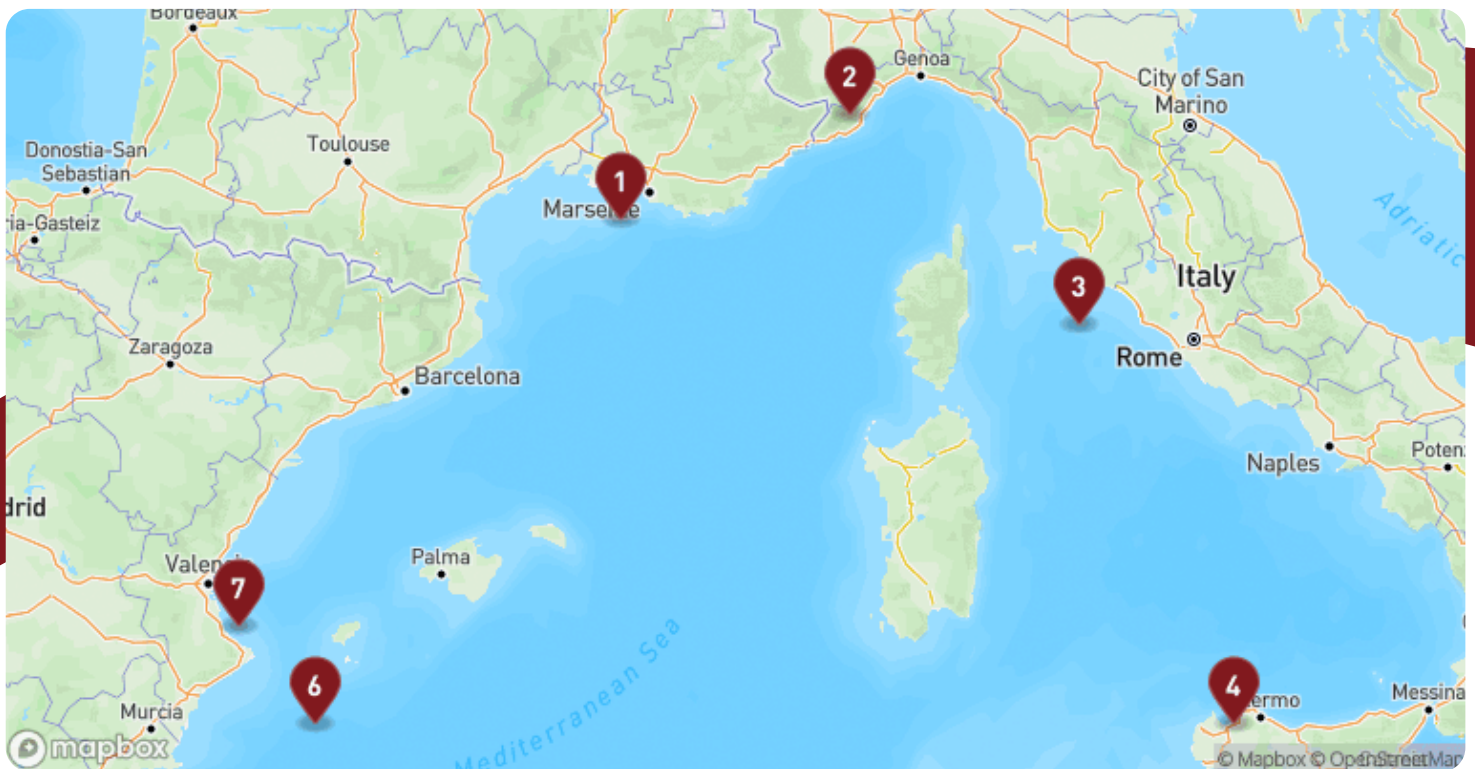 Bordeaux
Genoa
2
City of San
Marino
Donostia-San
Sebastian
Toulouse
1
Marseille
ria-Gasteiz
Adriatic
Italy
3
Zaragoza
Rome
Barcelona
Naples
Poten
drid
Palma
Valen
7
Mediterranean Sea
6
4
ermo
Messina
Murcia
mapbox
© Mapbox © OpenStreetMap